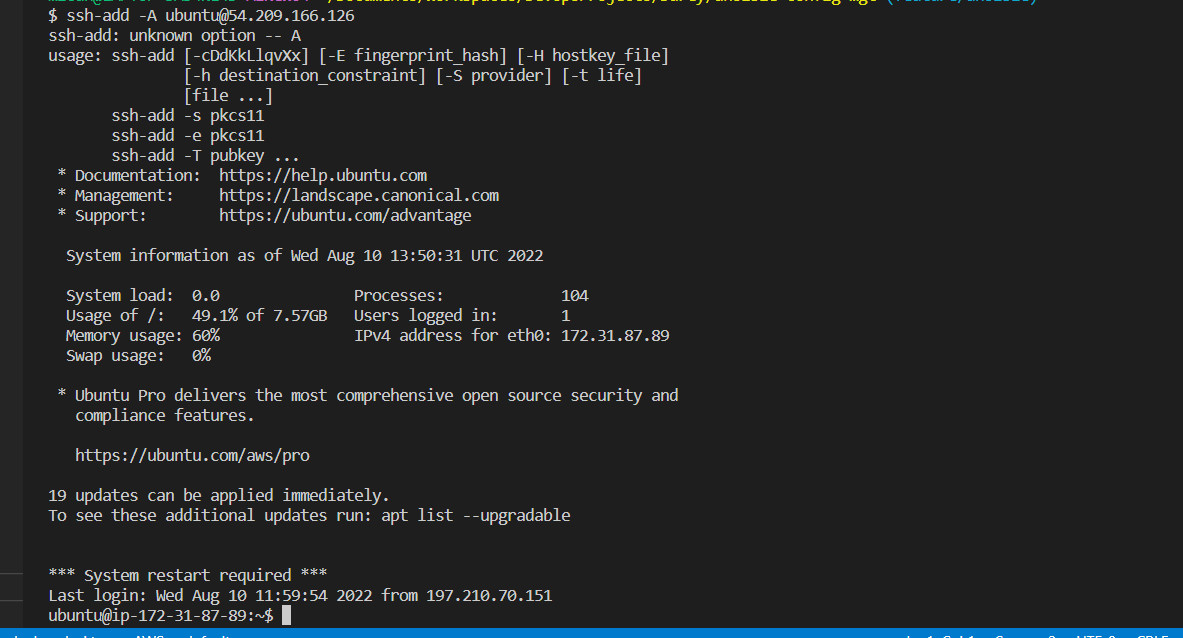 $ ssh-add -A ubuntu@54.209.166.126
ssh-add: unknown option -- A
usage: ssh-add [-cDdKkLlqvXx] [-E fingerprint_hash] [-H hostkey_file]
[-h destination_constraint] [-S provider] [-t life]
[file ...]
ssh-add -s pkcs11
ssh-add -e pkcs11
ssh-add -T pubkey ...
* Documentation:  https://help.ubuntu.com
* Management:     https://landscape.canonical.com
* Support:        https://ubuntu.com/advantage
System information as of Wed Aug 10 13:50:31 UTC 2022
System load:  0.0               Processes:             104
Usage of /:   49.1% of 7.57GB   Users logged in:       1
Memory usage: 60%               IPv4 address for eth0: 172.31.87.89
Swap usage:   0%
* Ubuntu Pro delivers the most comprehensive open source security and
compliance features.
https://ubuntu.com/aws/pro
19 updates can be applied immediately.
To see these additional updates run: apt list --upgradable
*** System restart required ***
Last login: Wed Aug 10 11:59:54 2022 from 197.210.70.151
ubuntu@ip-172-31-87-89:~$